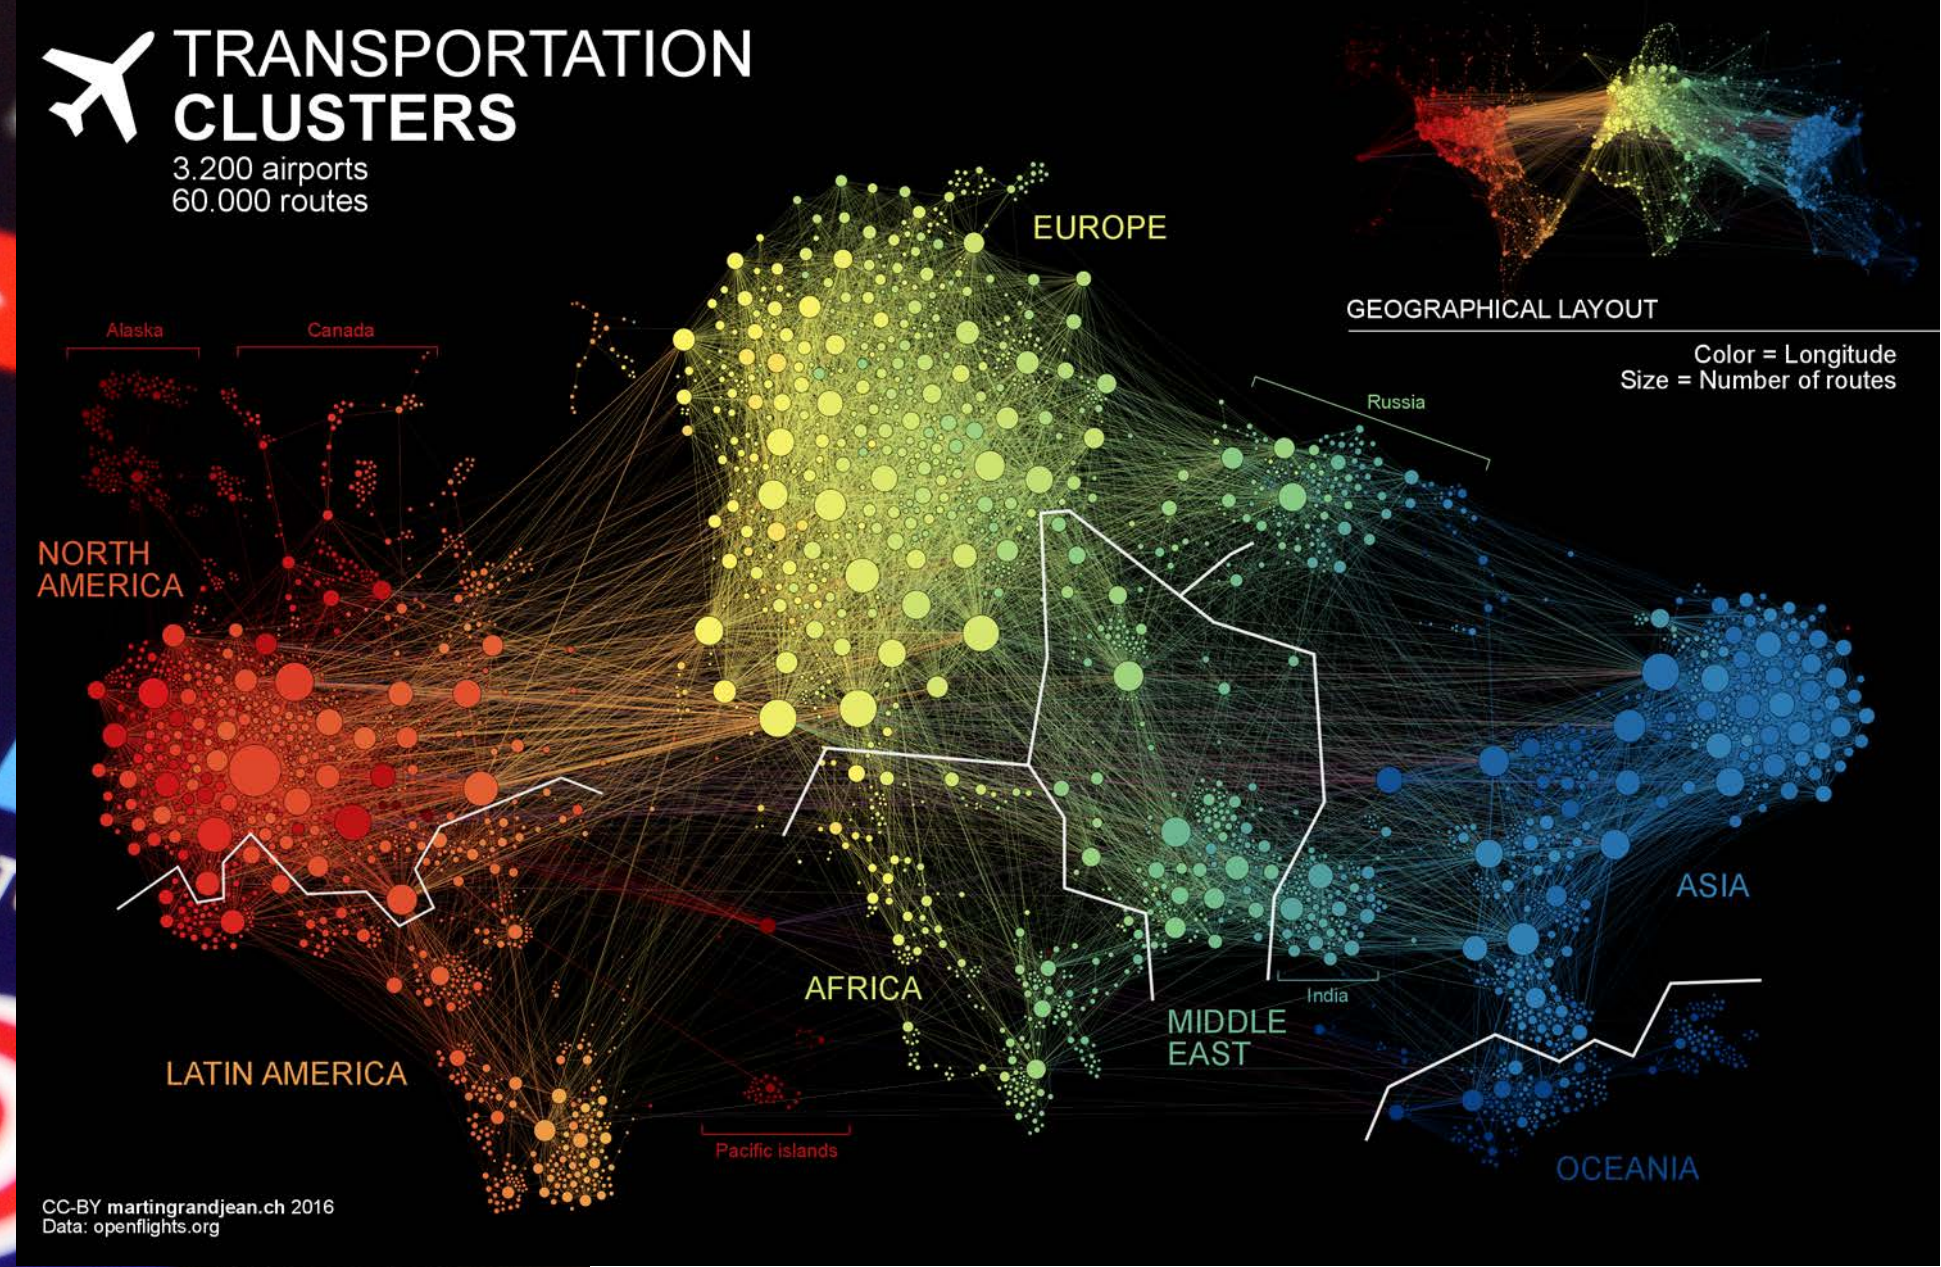 TRANSPORTATION
CLUSTERS
3.200 airports
60.000 routes
EUROPE
GEOGRAPHICAL LAYOUT
Color = Longitude
Size = Number of routes
Alaska
Canada
Russia
NORTH
AMERICA
ASIA
AFRICA
India
MIDDLE
EAST
LATIN AMERICA
Pacific islands
OCEANIA
CC-BY martingrandjean.ch 2016
Data: openflights.org